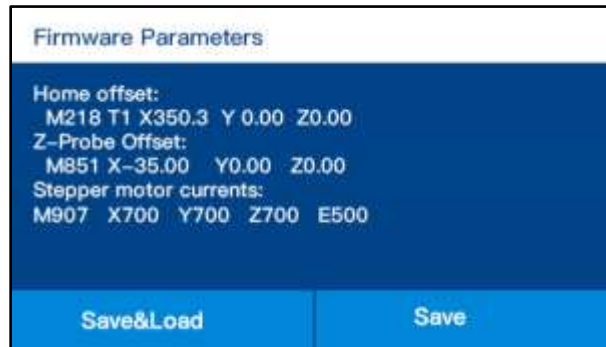 Firmware Parameters
Home offset:
M218 T1 X350.3 Y 0.00 Z0.00
Z-Probe Offset:
M851 X-35.00 Y0.00 Z0.00
Stepper motor currents:
M907 X700 Y700 Z700 E500
Save&Load
Save